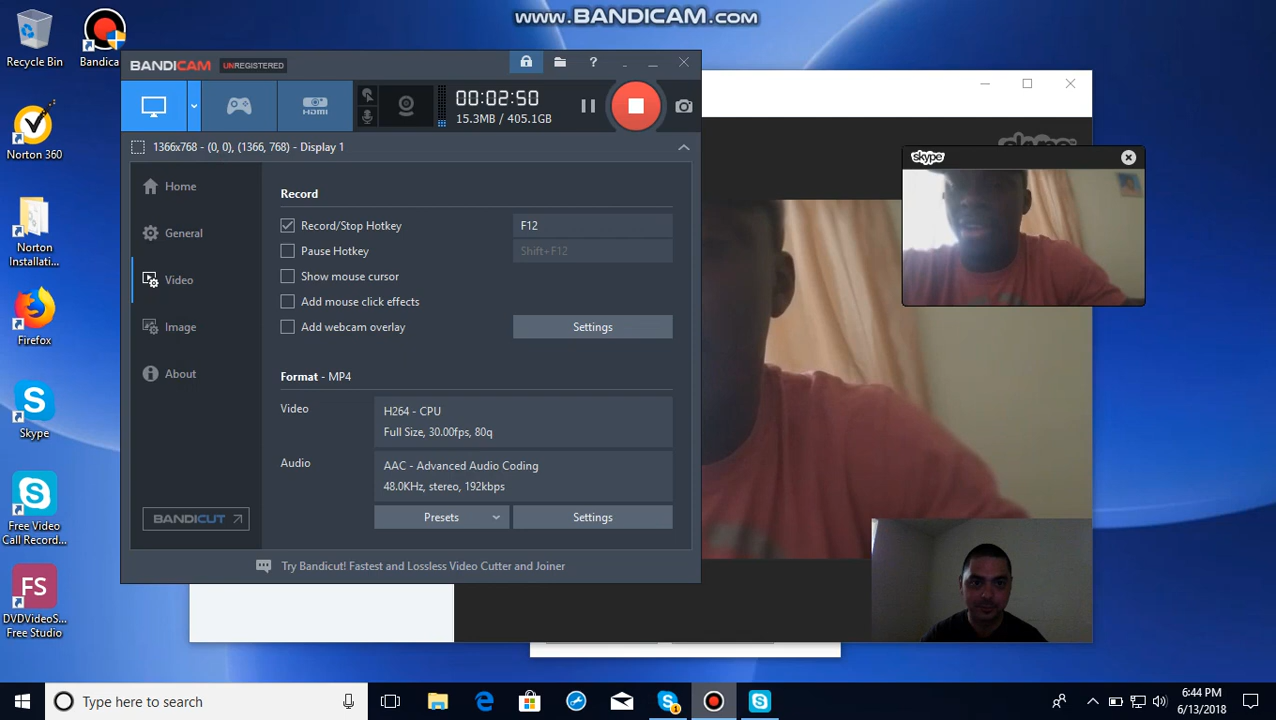 www.BANDICAM.com
Recycle Bin
Bandica
Norton 360
Norton
Installati...
Firefox
Skype
Free Video
Call Record...
FS
DVDVideoS...
Free Studio
BANDICAM UNREGISTERED
?
HDMI
00:02:50
15.3MB / 405.1GB
1366x768 - (0, 0), (1366, 768) - Display 1
Home
General
Video
Image
About
BANDICUT
Record
Record/Stop Hotkey
F12
Pause Hotkey
Shift+F12
Show mouse cursor
Add mouse click effects
Add webcam overlay
Settings
Format - MP4
Video
H264 - CPU
Full Size, 30.00fps, 80q
Audio
AAC - Advanced Audio Coding
48.0KHz, stereo, 192kbps
Presets
Settings
Try Bandicut! Fastest and Lossless Video Cutter and Joiner
skype
Type here to search
1
6:44 PM
6/13/2018